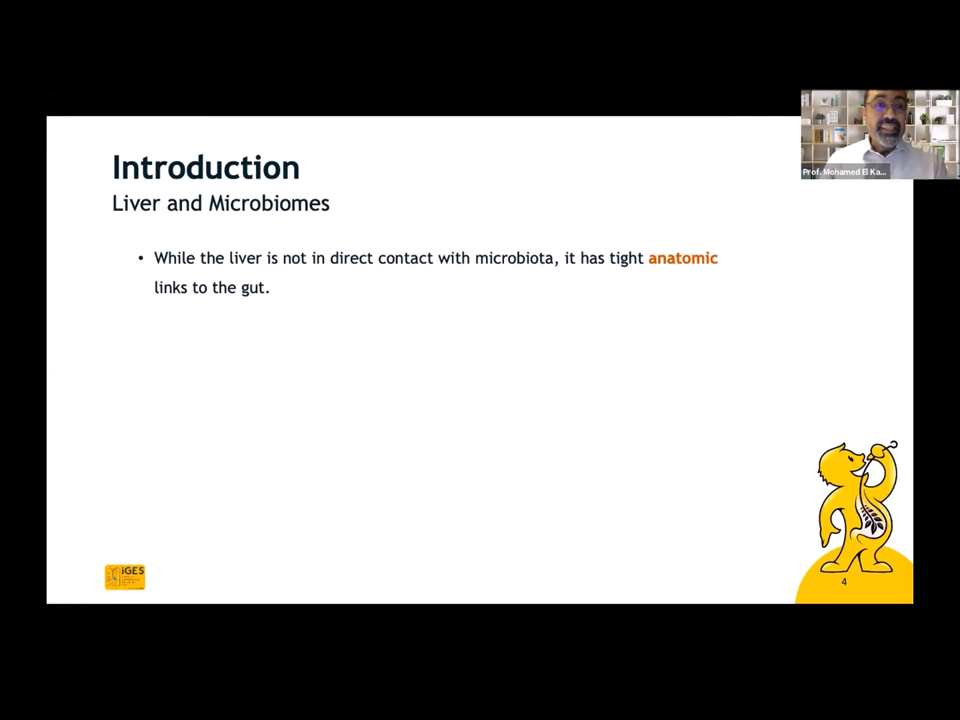 Prof. Mohamed El Ka...
Introduction
Liver and Microbiomes
• While the liver is not in direct contact with microbiota, it has tight anatomic
links to the gut.
iGES
4